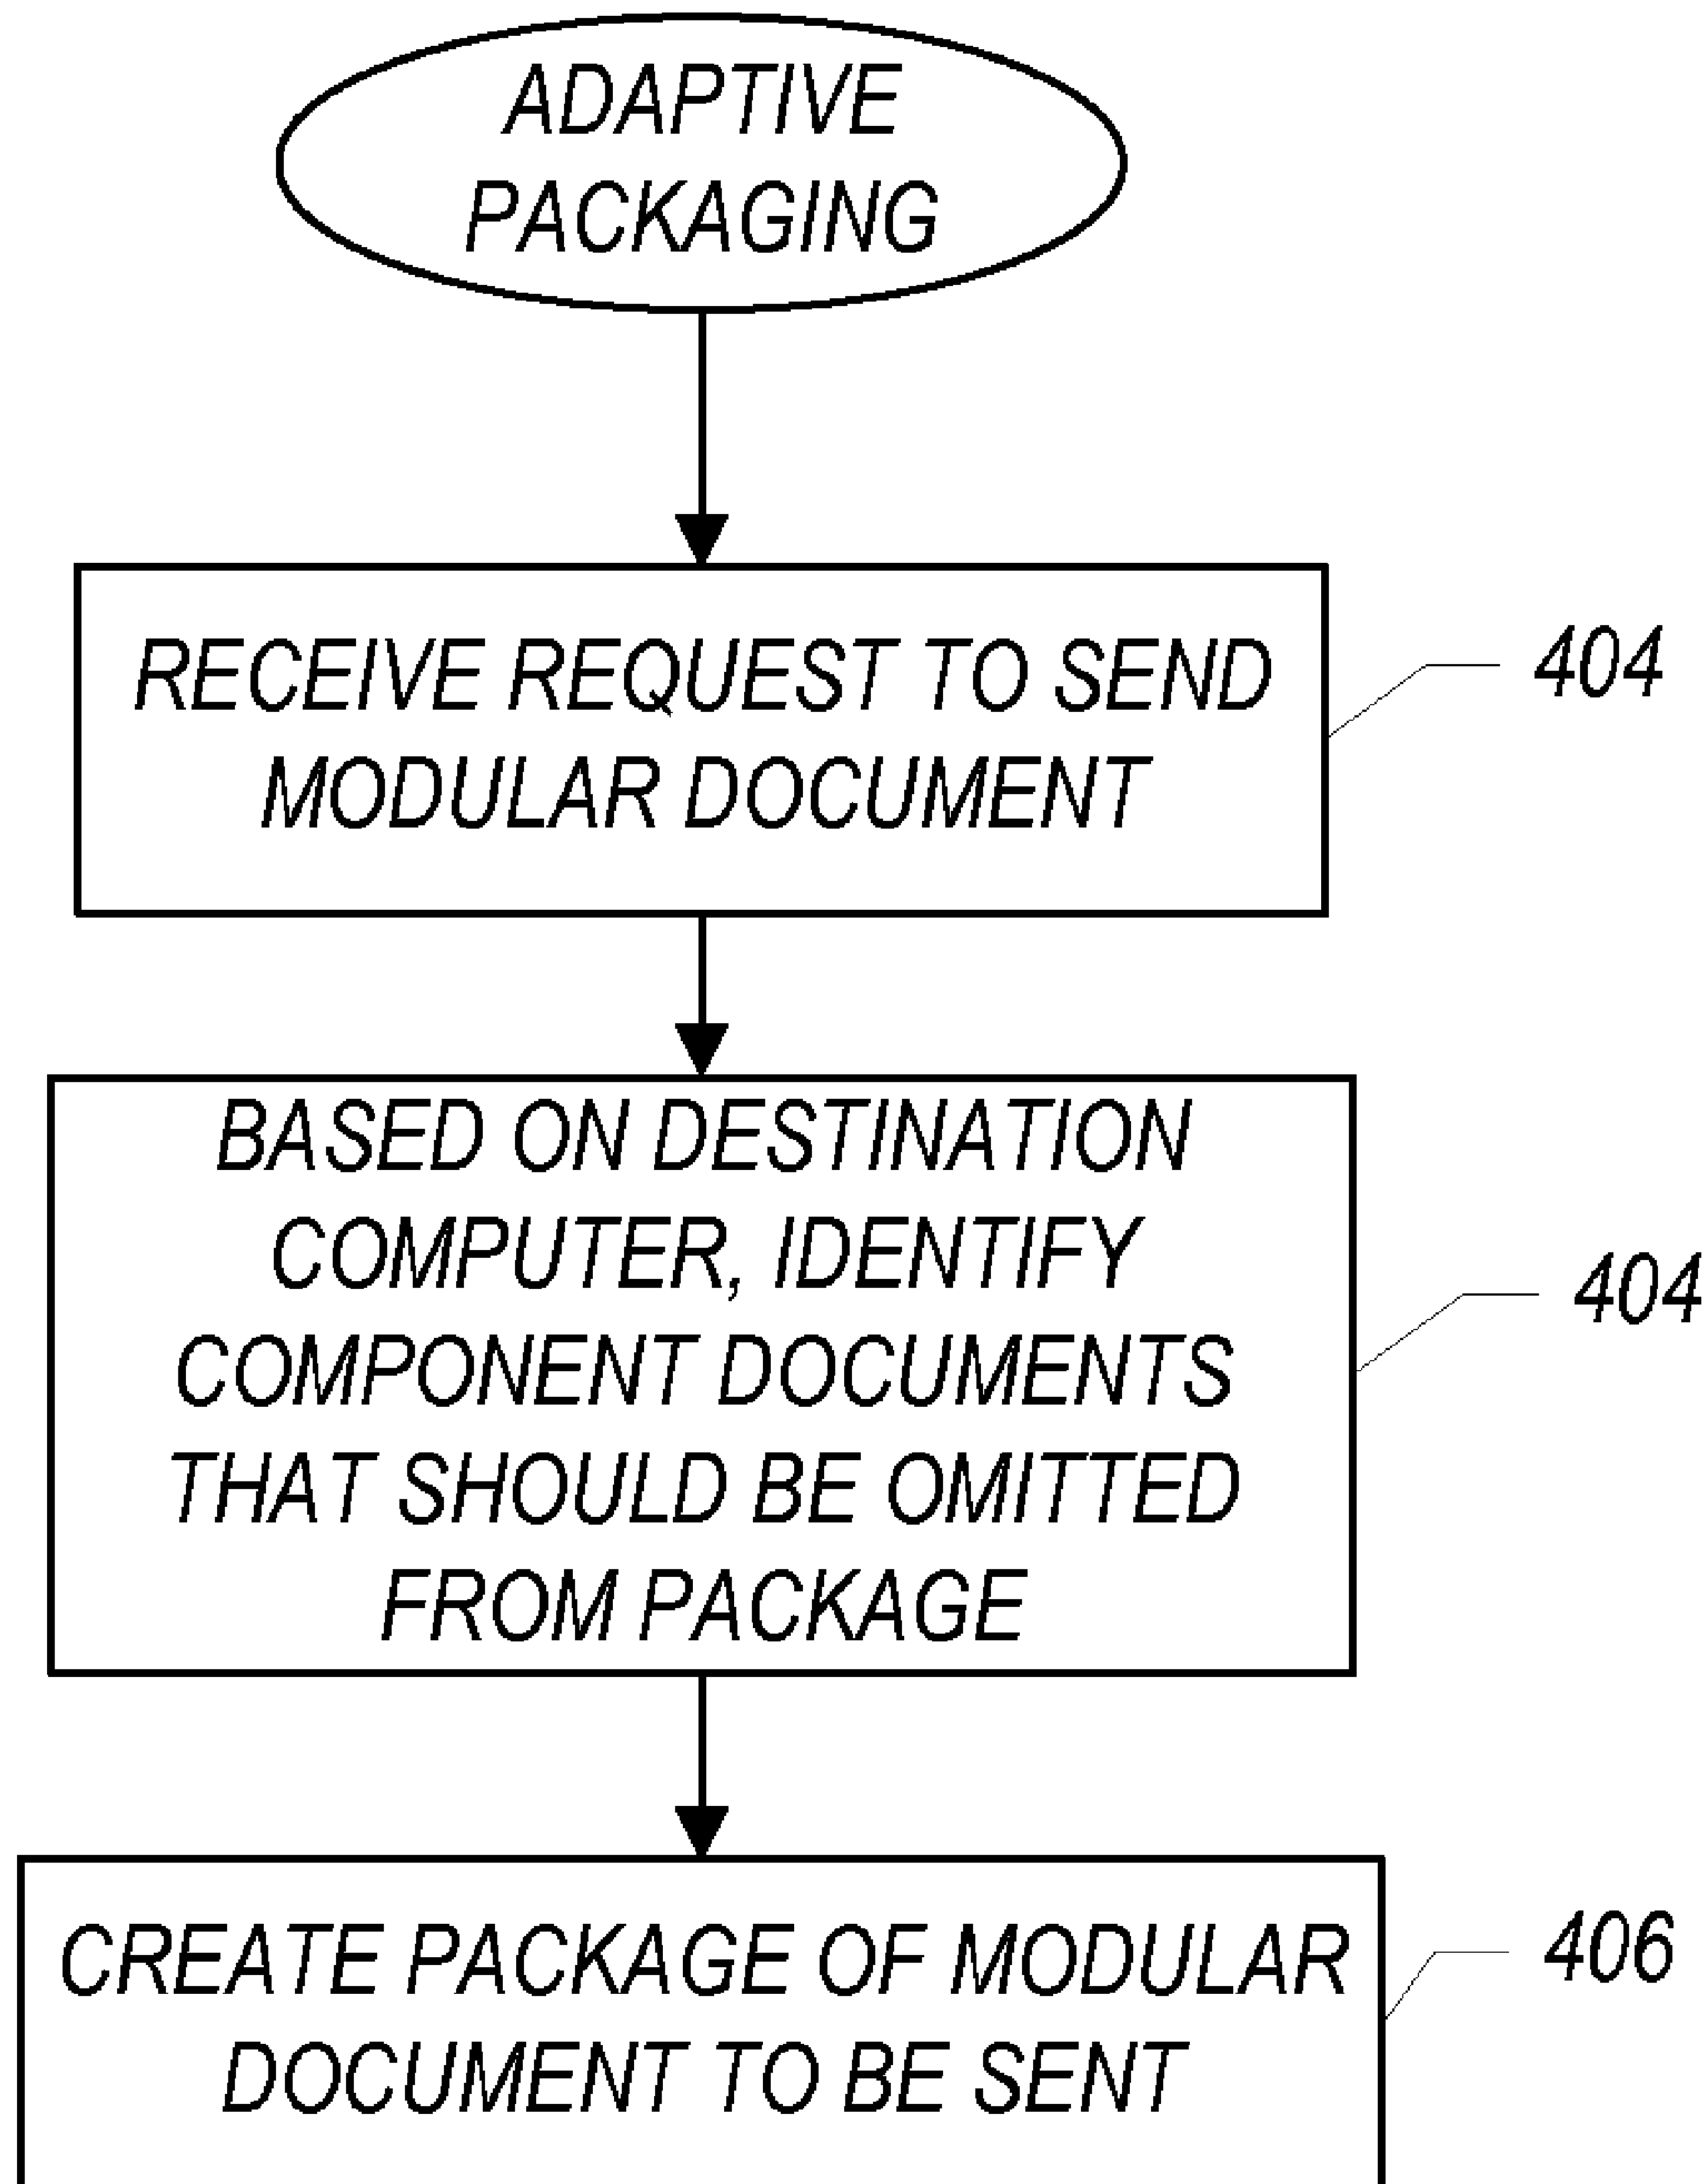 ADAPTIVE
PACKAGING
RECEIVE REQUEST TO SEND
MODULAR DOCUMENT
404
BASED ON DESTINATION
COMPUTER, IDENTIFY
COMPONENT DOCUMENTS
THAT SHOULD BE OMITTED
FROM PACKAGE
404
CREATE PACKAGE OF MODULAR
DOCUMENT TO BE SENT
406